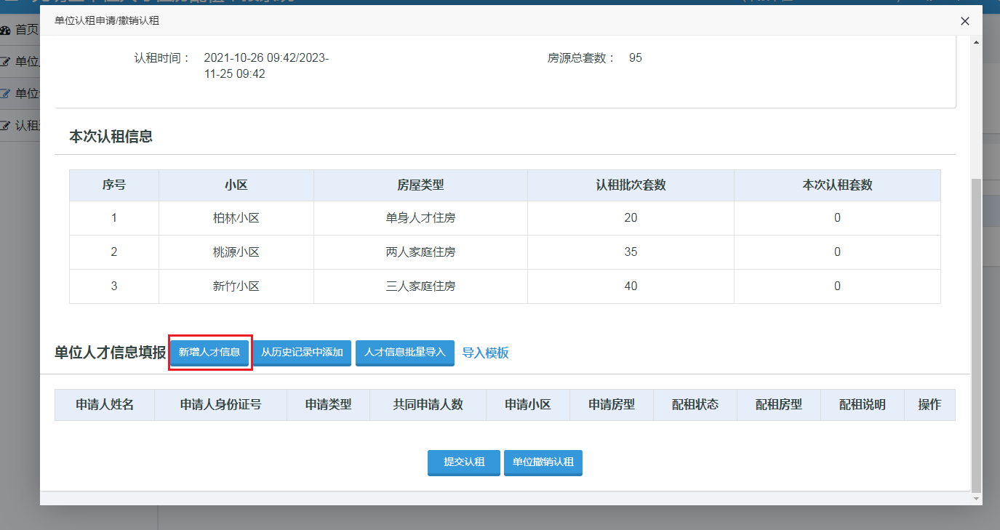 单位认租申请/撤销认租
首页
单位
单位
认租
认租时间： 2021-10-26 09:42/2023-
11-25 09:42
房源总套数： 95
本次认租信息
序号 小区 房屋类型 认租批次套数 本次认租套数
1 柏林小区 单身人才住房 20 0
2 桃源小区 两人家庭住房 35 0
3 新竹小区 三人家庭住房 40 0
单位人才信息填报 新增人才信息 从历史记录中添加 人才信息批量导入 导入模板
申请人姓名 申请人身份证号 申请类型 共同申请人数 申请小区 申请房型 配租状态 配租房型 配租说明 操作
提交认租 单位撤销认租